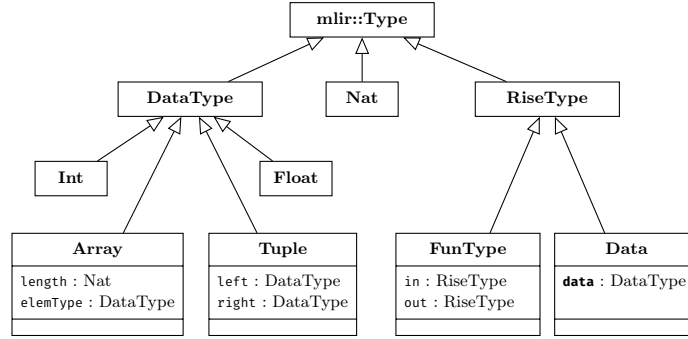 mlir::Type
DataType
Nat
RiseType
Int
Float
Array
length : Nat
elemType : DataType
Tuple
left : DataType
right : DataType
FunType
in : RiseType
out : RiseType
Data
data : DataType